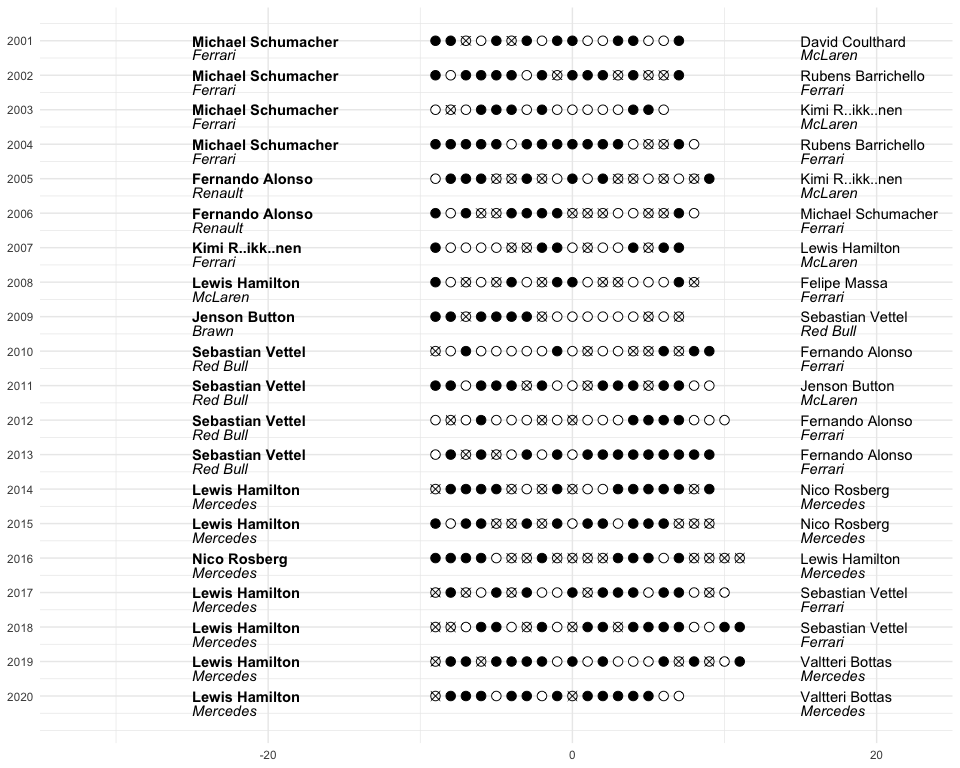 2001 Michael Schumacher David Coulthard
Ferrari McLaren
2002 Michael Schumacher Rubens Barrichello
Ferrari Ferrari
2003 Michael Schumacher Kimi R..ikk..nen
Ferrari McLaren
2004 Michael Schumacher Rubens Barrichello
Ferrari Ferrari
2005 Fernando Alonso Kimi R..ikk..nen
Renault McLaren
2006 Fernando Alonso Michael Schumacher
Renault Ferrari
2007 Kimi R..ikk..nen Lewis Hamilton
Ferrari McLaren
2008 Lewis Hamilton Felipe Massa
McLaren Ferrari
2009 Jenson Button Sebastian Vettel
Brawn Red Bull
2010 Sebastian Vettel Fernando Alonso
Red Bull Ferrari
2011 Sebastian Vettel Jenson Button
Red Bull McLaren
2012 Sebastian Vettel Fernando Alonso
Red Bull Ferrari
2013 Sebastian Vettel Fernando Alonso
Red Bull Ferrari
2014 Lewis Hamilton Nico Rosberg
Mercedes Mercedes
2015 Lewis Hamilton Nico Rosberg
Mercedes Mercedes
2016 Nico Rosberg Lewis Hamilton
Mercedes Mercedes
2017 Lewis Hamilton Sebastian Vettel
Mercedes Ferrari
2018 Lewis Hamilton Sebastian Vettel
Mercedes Ferrari
2019 Lewis Hamilton Valtteri Bottas
Mercedes Mercedes
2020 Lewis Hamilton Valtteri Bottas
Mercedes Mercedes
-20 0 20